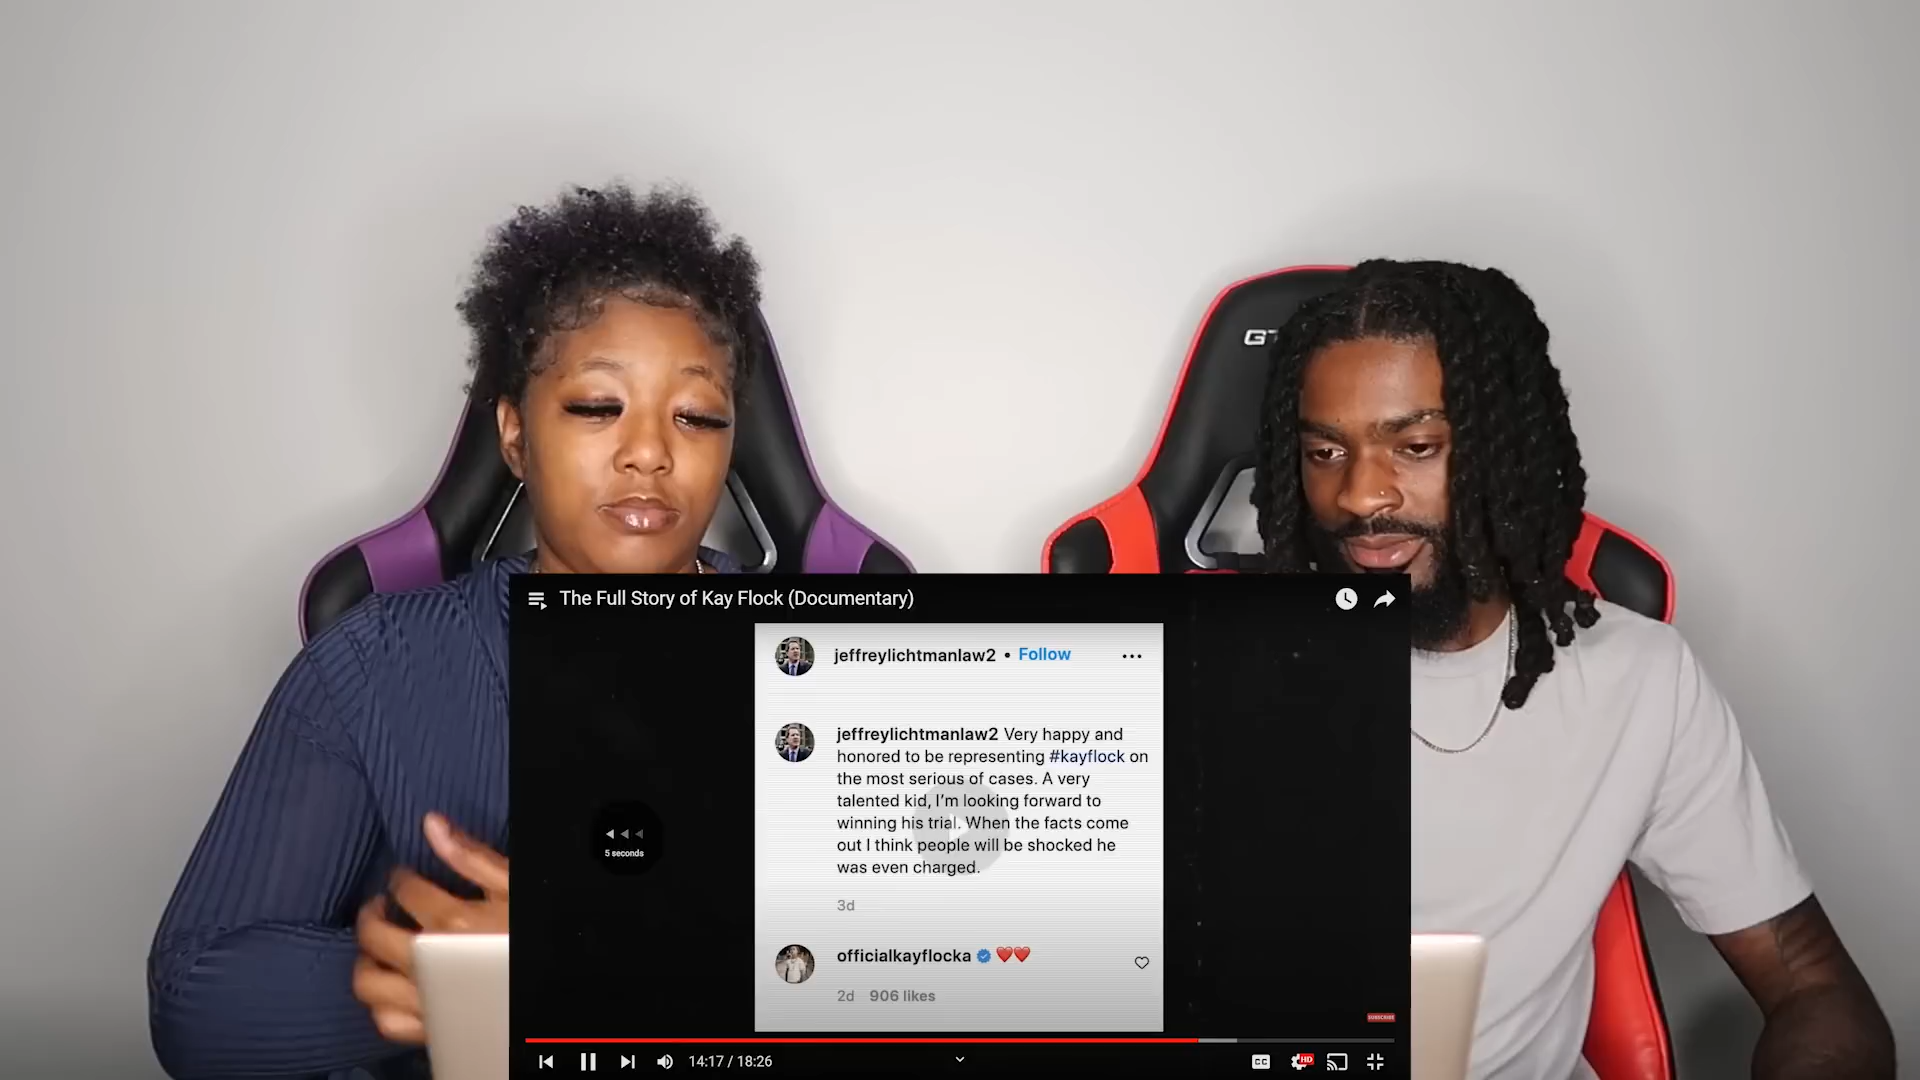 GT
The Full Story of Kay Flock (Documentary)
jeffreylichtmanlaw2 • Follow
jeffreylichtmanlaw2 Very happy and
honored to be representing #kayflock on
the most serious of cases. A very
talented kid, I'm looking forward to
winning his trial. When the facts come
out I think people will be shocked he
was even charged.
3d
officialkayflocka ❤️❤️
2d 906 likes
5 seconds
SUBSCRIBE
14:17 / 18:26
CC
HD